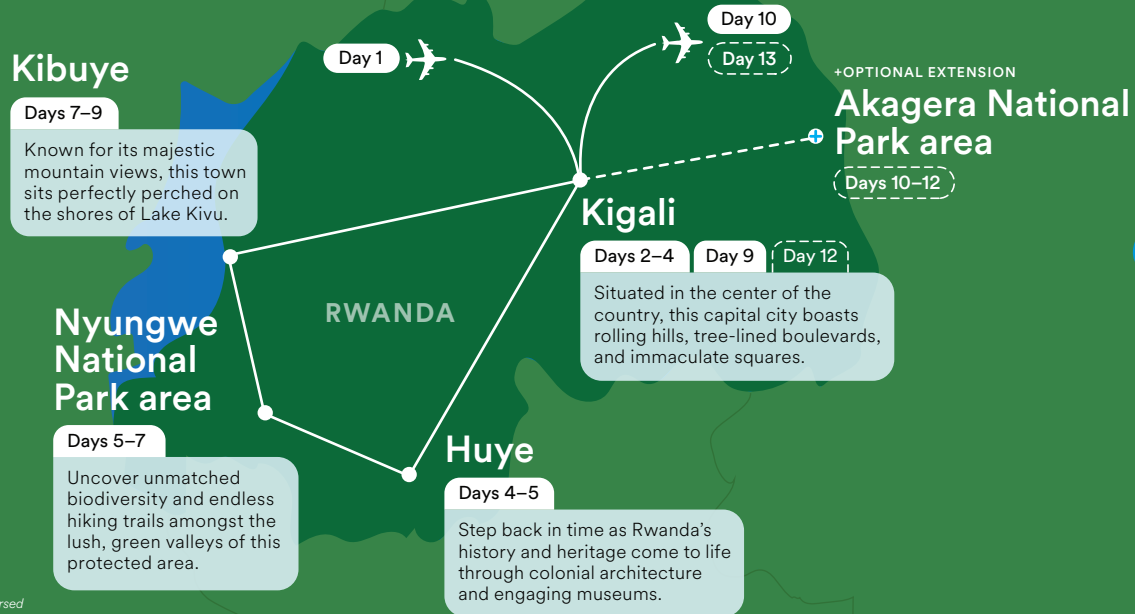 Day 1
Day 10
Day 13
Kibuye
Days 7–9
Known for its majestic
mountain views, this town
sits perfectly perched on
the shores of Lake Kivu.
+OPTIONAL EXTENSION
Akagera National
Park area
Days 10–12
Kigali
Days 2–4
Day 9
Day 12
Situated in the center of the
country, this capital city boasts
rolling hills, tree-lined boulevards,
and immaculate squares.
RWANDA
Nyungwe
National
Park area
Days 5–7
Uncover unmatched
biodiversity and endless
hiking trails amongst the
lush, green valleys of this
protected area.
Huye
Days 4–5
Step back in time as Rwanda’s
history and heritage come to life
through colonial architecture
and engaging museums.